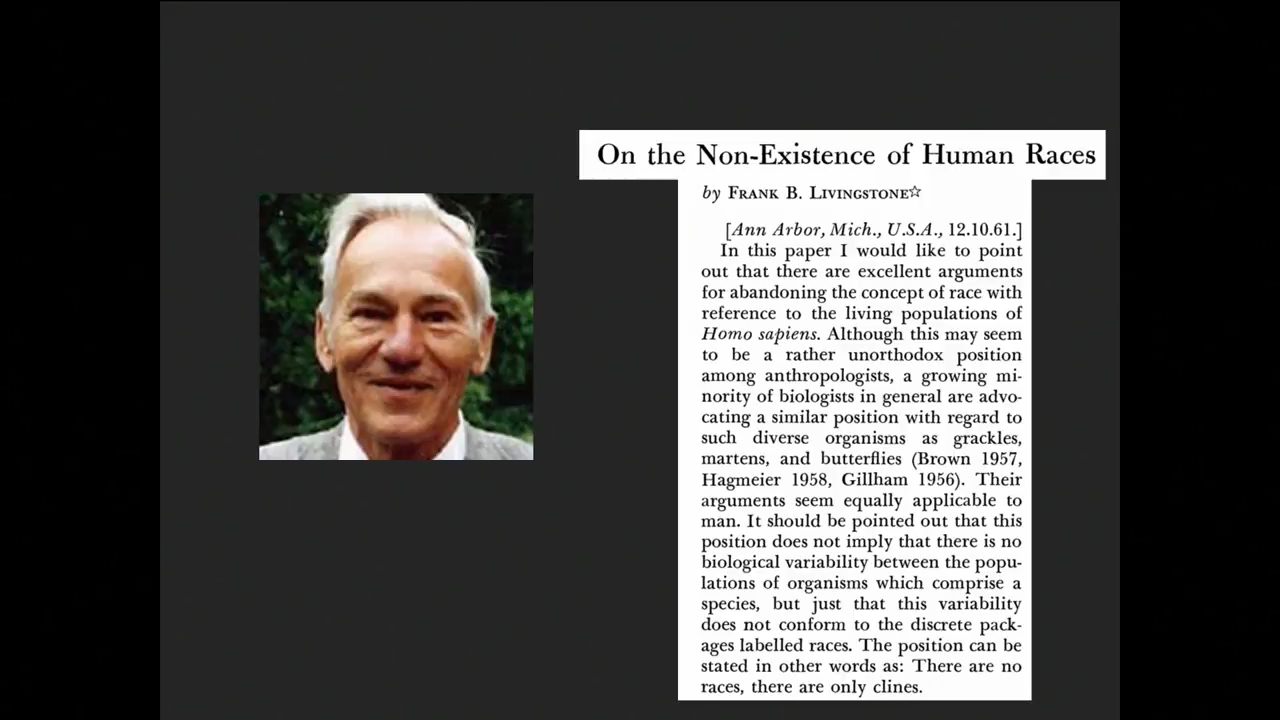 On the Non-Existence of Human Races
by FRANK B. LIVINGSTONE☆
[Ann Arbor, Mich., U.S.A., 12.10.61.]
In this paper I would like to point
out that there are excellent arguments
for abandoning the concept of race with
reference to the living populations of
Homo sapiens. Although this may seem
to be a rather unorthodox position
among anthropologists, a growing mi-
nority of biologists in general are advo-
cating a similar position with regard to
such diverse organisms as grackles,
martens, and butterflies (Brown 1957,
Hagmeier 1958, Gillham 1956). Their
arguments seem equally applicable to
man. It should be pointed out that this
position does not imply that there is no
biological variability between the popu-
lations of organisms which comprise a
species, but just that this variability
does not conform to the discrete pack-
ages labelled races. The position can be
stated in other words as: There are no
races, there are only clines.